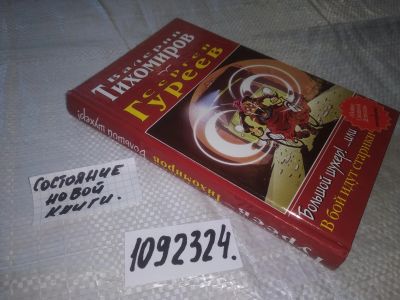 Валерий
Тихомиров
Сергей
Гуреев
Большой шухер! или...
В бой идут старики
Большой шухер!
Тихомиров
Гуреев
СОСТОЯНИЕ
НОВОЙ
КНИГИ.
1092324.